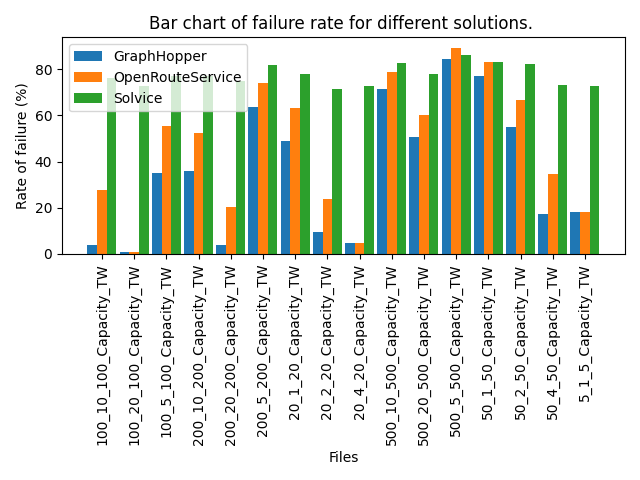 Bar chart of failure rate for different solutions.
GraphHopper
OpenRouteService
Solvice
Rate of failure (%)
80
60
40
20
0
100_10_100_Capacity_TW
100_20_100_Capacity_TW
100_5_100_Capacity_TW
200_10_200_Capacity_TW
200_20_200_Capacity_TW
200_5_200_Capacity_TW
20_1_20_Capacity_TW
20_2_20_Capacity_TW
20_4_20_Capacity_TW
500_10_500_Capacity_TW
500_20_500_Capacity_TW
500_5_500_Capacity_TW
50_1_50_Capacity_TW
50_2_50_Capacity_TW
50_4_50_Capacity_TW
5_1_5_Capacity_TW
Files